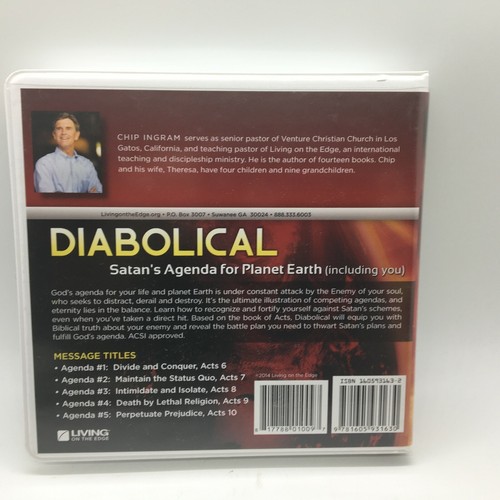 CHIP INGRAM serves as senior pastor of Venture Christian Church in Los
Gatos, California, and teaching pastor of Living on the Edge, an international
teaching and discipleship ministry. He is the author of fourteen books. Chip
and his wife, Theresa, have four children and nine grandchildren.
LivingontheEdge.org • P.O. Box 3007 • Suwanee GA 30024 • 888.333.6003
DIABOLICAL
Satan's Agenda for Planet Earth (including you)
God's agenda for your life and planet Earth is under constant attack by the Enemy of your soul,
who seeks to distract, derail and destroy. It's the ultimate illustration of competing agendas, and
eternity lies in the balance. Learn how to recognize and fortify yourself against Satan's schemes,
even when you've taken a direct hit. Based on the book of Acts, Diabolical will equip you with
Biblical truth about your enemy and reveal the battle plan you need to thwart Satan's plans and
fulfill God's agenda. ACSI approved.
MESSAGE TITLES
• Agenda #1: Divide and Conquer, Acts 6
• Agenda #2: Maintain the Status Quo, Acts 7
• Agenda #3: Intimidate and Isolate, Acts 8
• Agenda #4: Death by Lethal Religion, Acts 9
• Agenda #5: Perpetuate Prejudice, Acts 10
LIVING
ON THE EDGE
©2014 Living on the Edge
8 17788 01009 7
ISBN 160593163-2
9 781605 931630